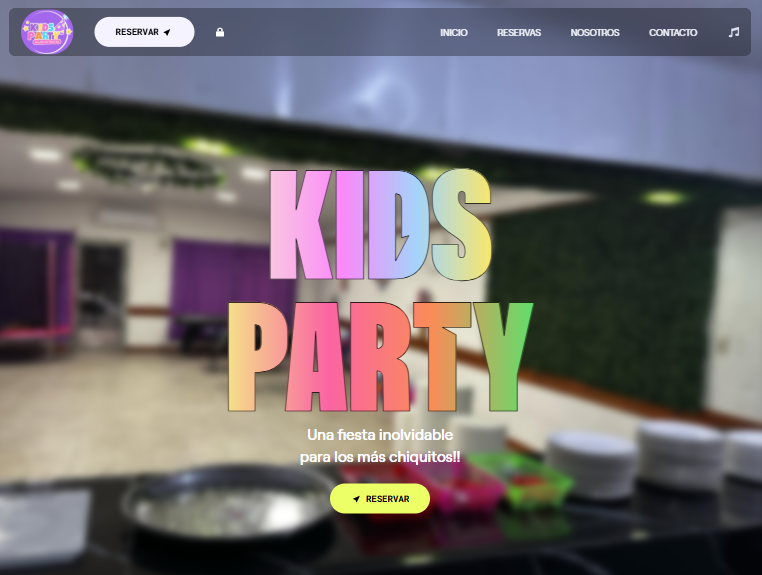 KIDS
PARTY
RESERVAR
INICIO
RESERVAS
NOSOTROS
CONTACTO
KIDS
PARTY
Una fiesta inolvidable
para los más chiquitos!!
RESERVAR